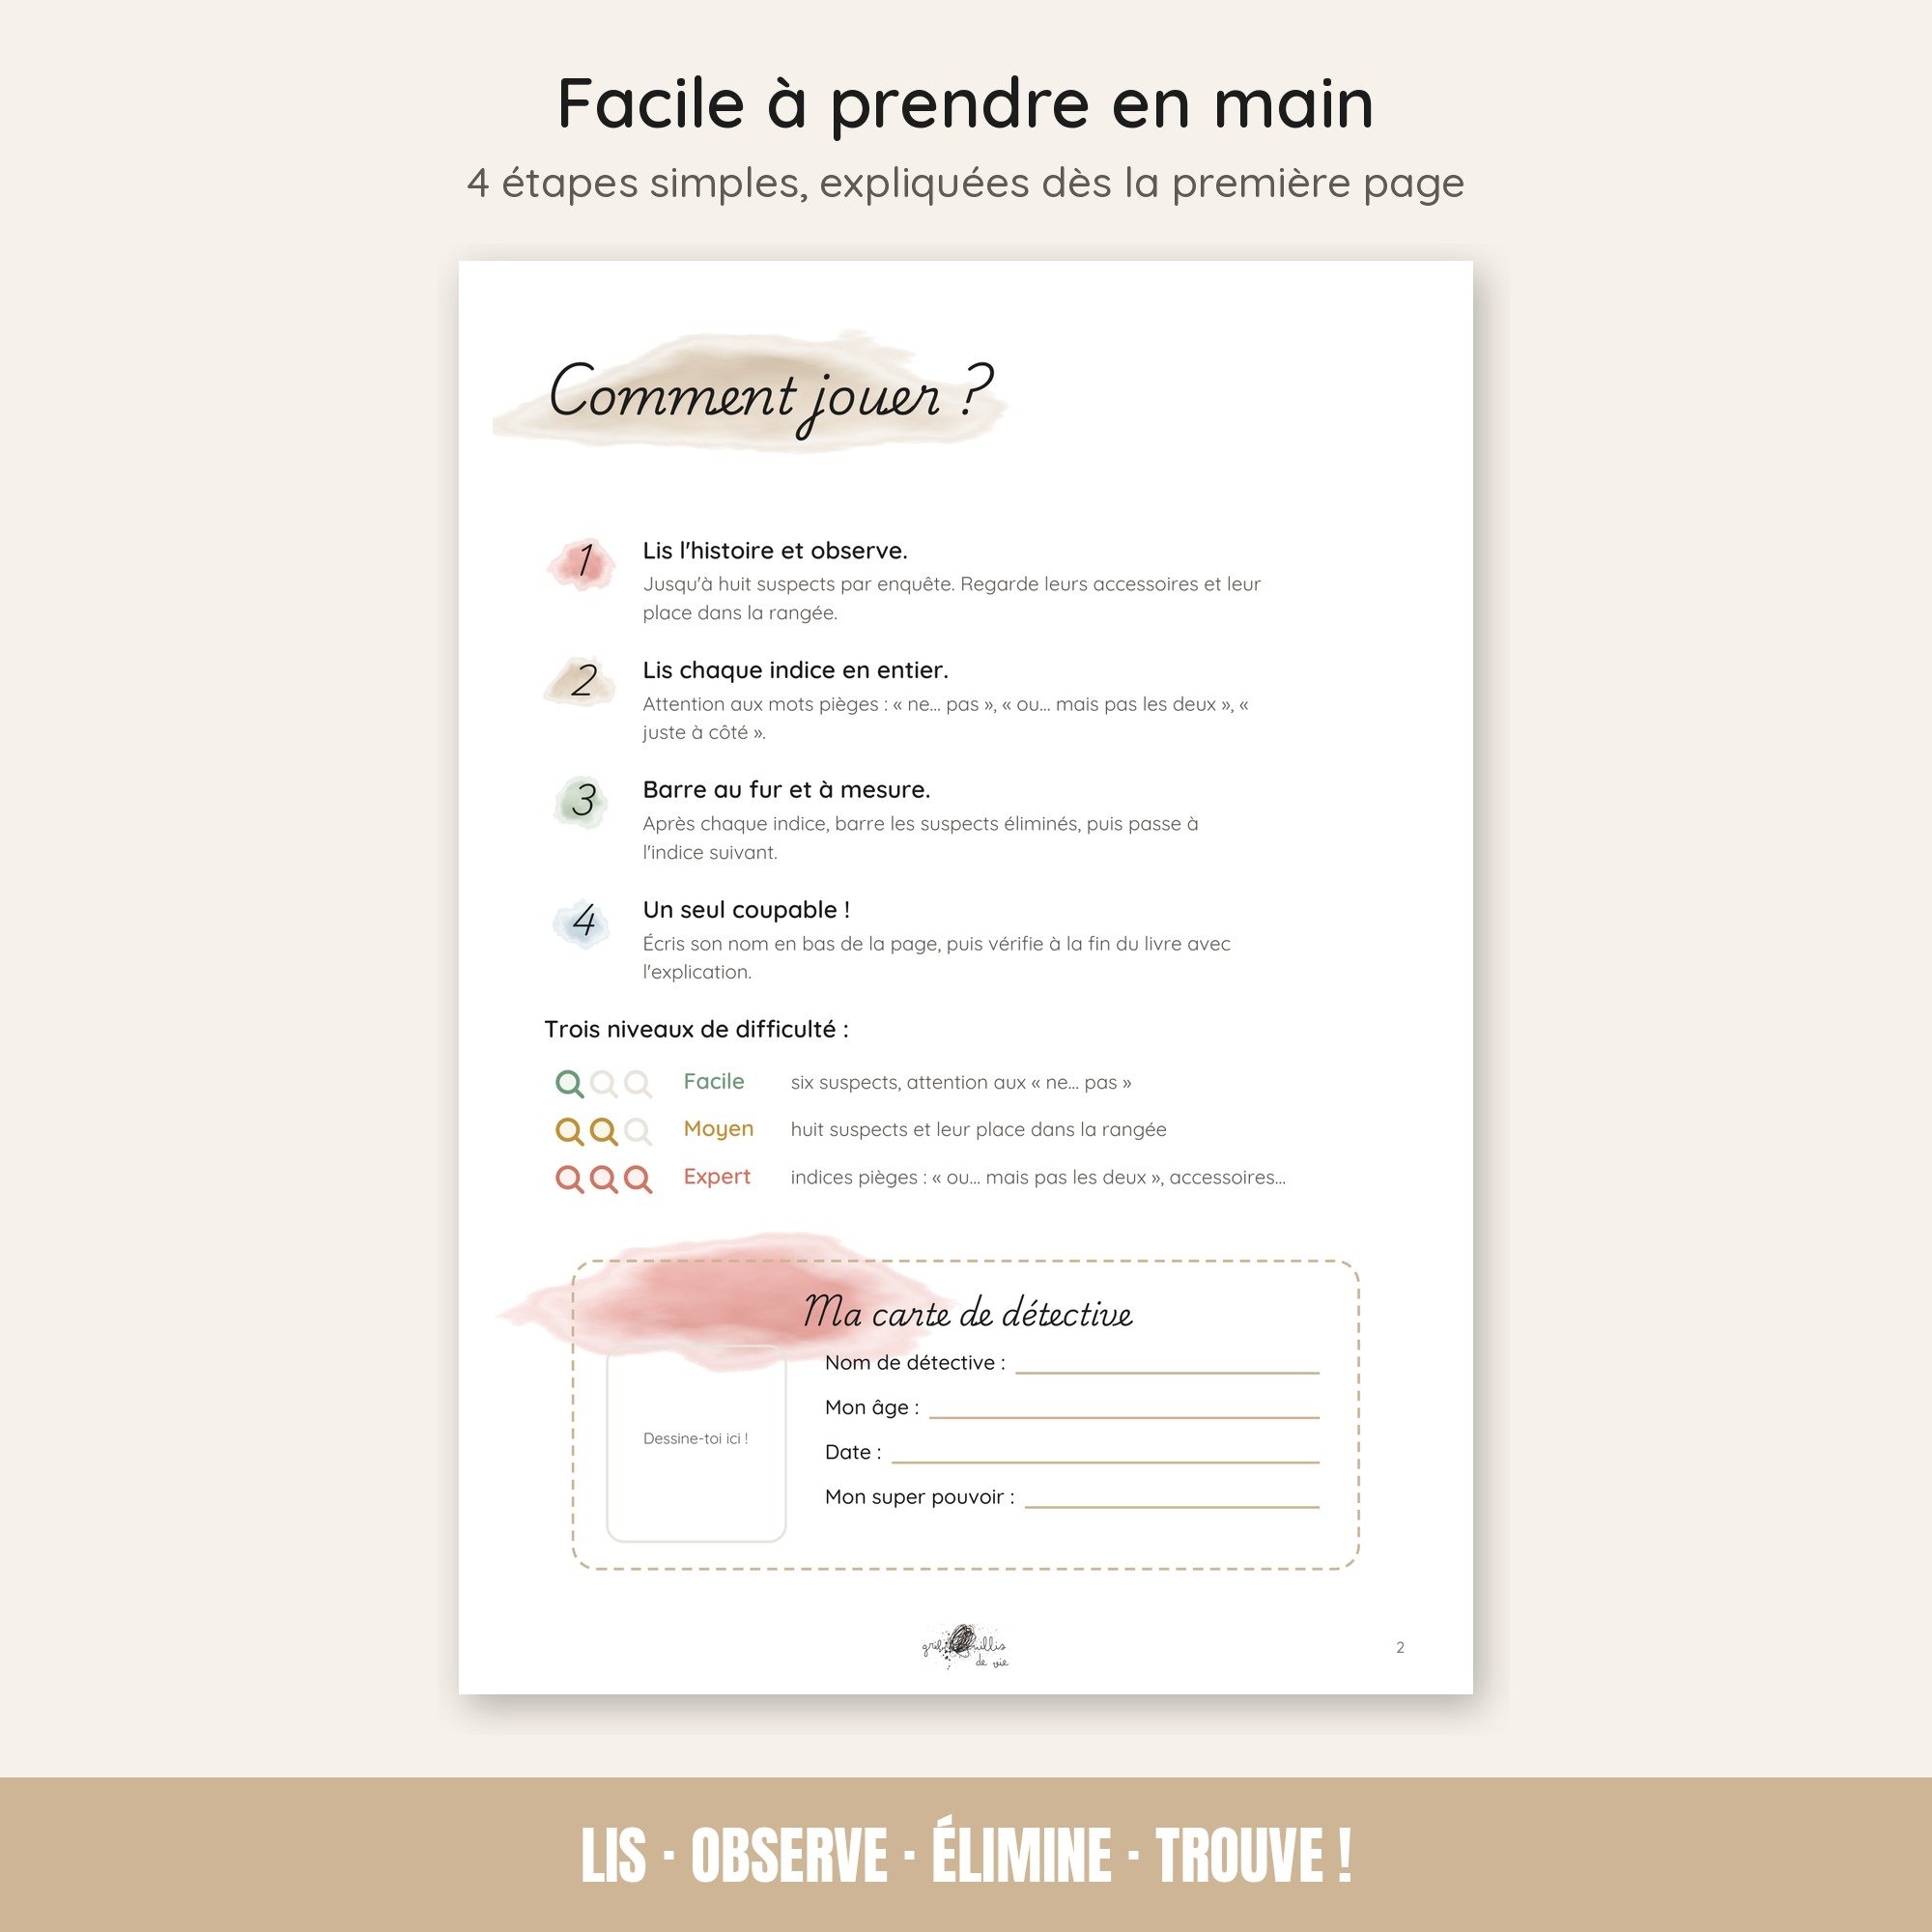 Facile à prendre en main
4 étapes simples, expliquées dès la première page
Comment jouer ?
1
Lis l'histoire et observe.
Jusqu'à huit suspects par enquête. Regarde leurs accessoires et leur
place dans la rangée.
2
Lis chaque indice en entier.
Attention aux mots pièges : « ne... pas », « ou... mais pas les deux », «
juste à côté ».
3
Barre au fur et à mesure.
Après chaque indice, barre les suspects éliminés, puis passe à
l'indice suivant.
4
Un seul coupable !
Écris son nom en bas de la page, puis vérifie à la fin du livre avec
l'explication.
Trois niveaux de difficulté :
Facile six suspects, attention aux « ne... pas »
Moyen huit suspects et leur place dans la rangée
Expert indices pièges : « ou... mais pas les deux », accessoires...
Ma carte de détective
Dessine-toi ici !
Nom de détective :
Mon âge :
Date :
Mon super pouvoir :
de vie
2
LIS · OBSERVE · ÉLIMINE · TROUVE !